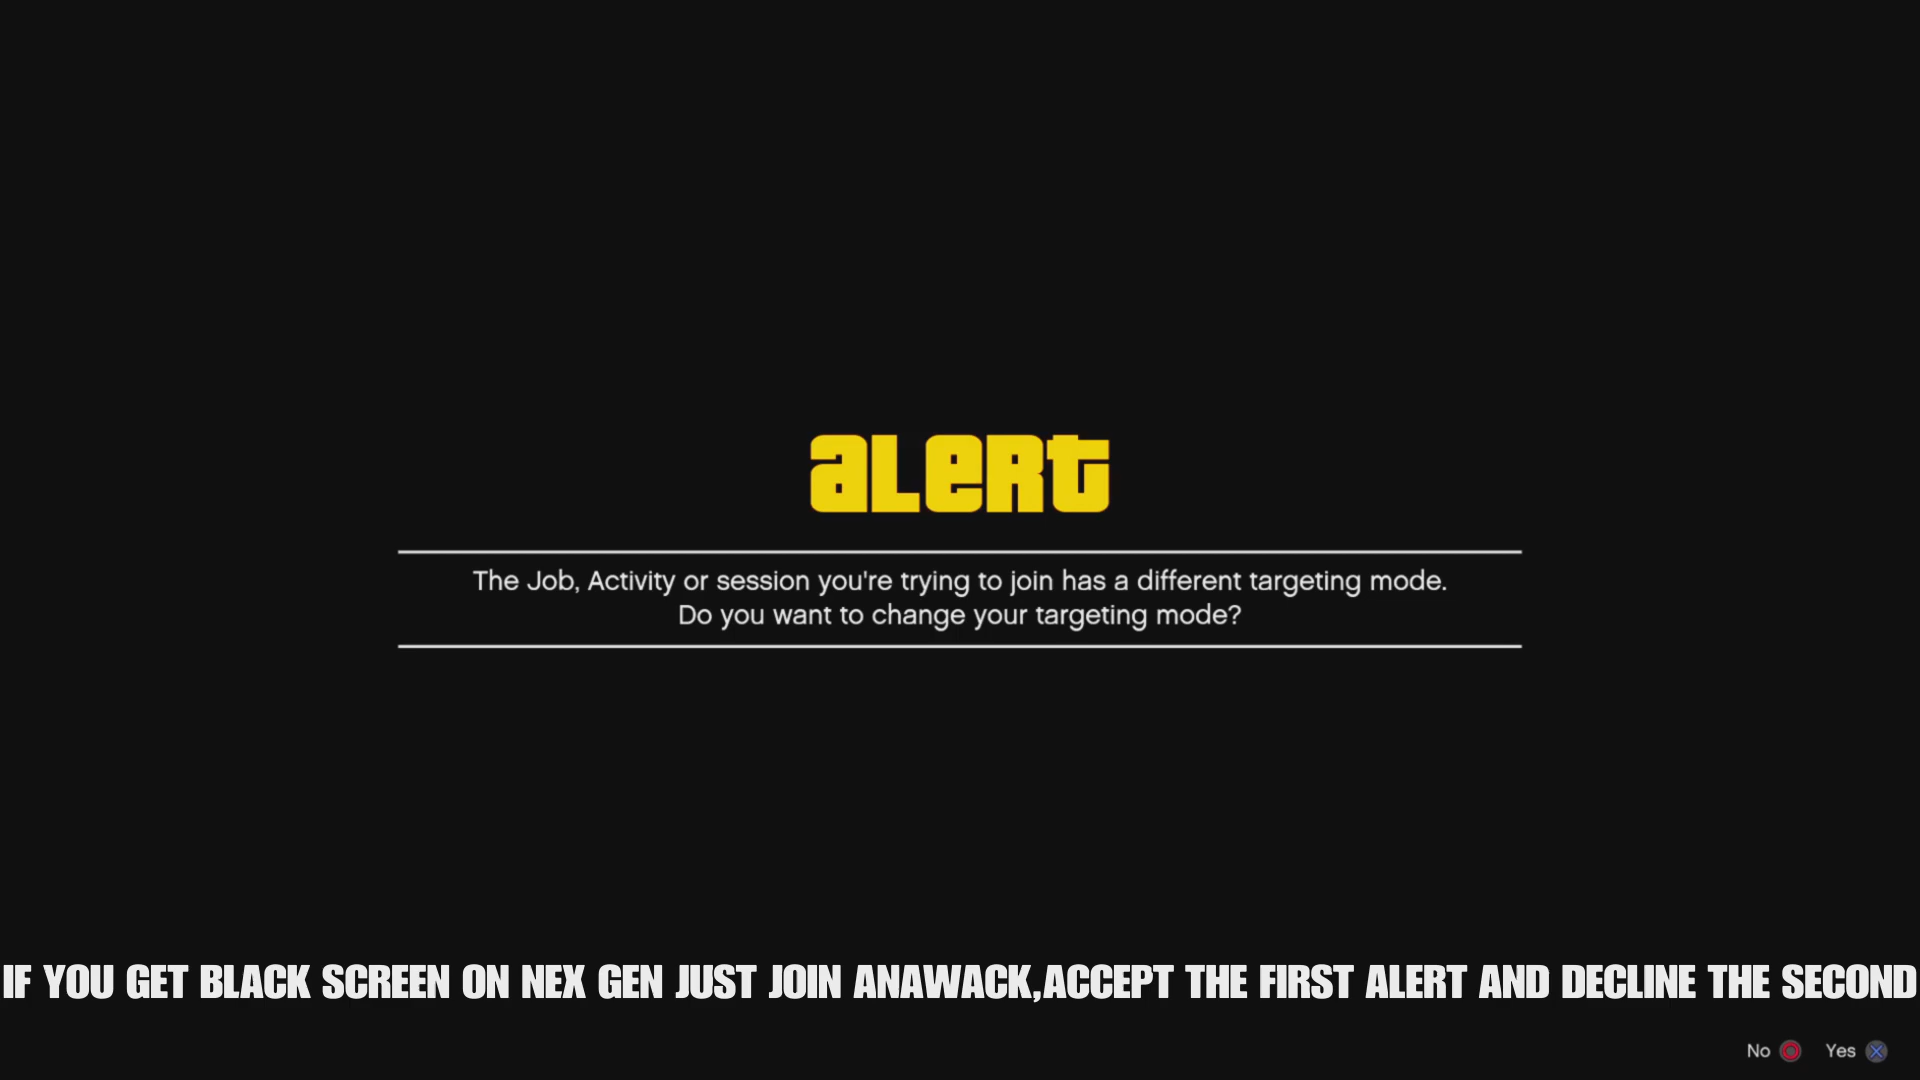 aLeRt
The Job, Activity or session you're trying to join has a different targeting mode.
Do you want to change your targeting mode?
IF YOU GET BLACK SCREEN ON NEX GEN JUST JOIN ANAWACK,ACCEPT THE FIRST ALERT AND DECLINE THE SECOND
No Yes